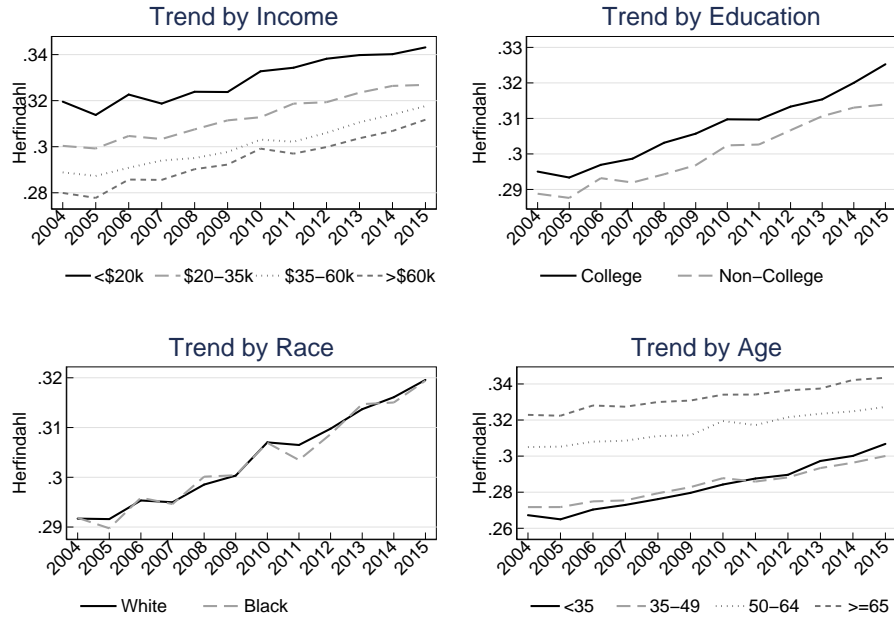 Trend by Income
Herfindahl
.34
.32
.3
.28
2004 2005 2006 2007 2008 2009 2010 2011 2012 2013 2014 2015
<$20k $20−35k $35−60k >$60k
Trend by Education
Herfindahl
.33
.32
.31
.3
.29
2004 2005 2006 2007 2008 2009 2010 2011 2012 2013 2014 2015
College Non−College
Trend by Race
Herfindahl
.32
.31
.3
.29
2004 2005 2006 2007 2008 2009 2010 2011 2012 2013 2014 2015
White Black
Trend by Age
Herfindahl
.34
.32
.3
.28
.26
2004 2005 2006 2007 2008 2009 2010 2011 2012 2013 2014 2015
<35 35−49 50−64 >=65